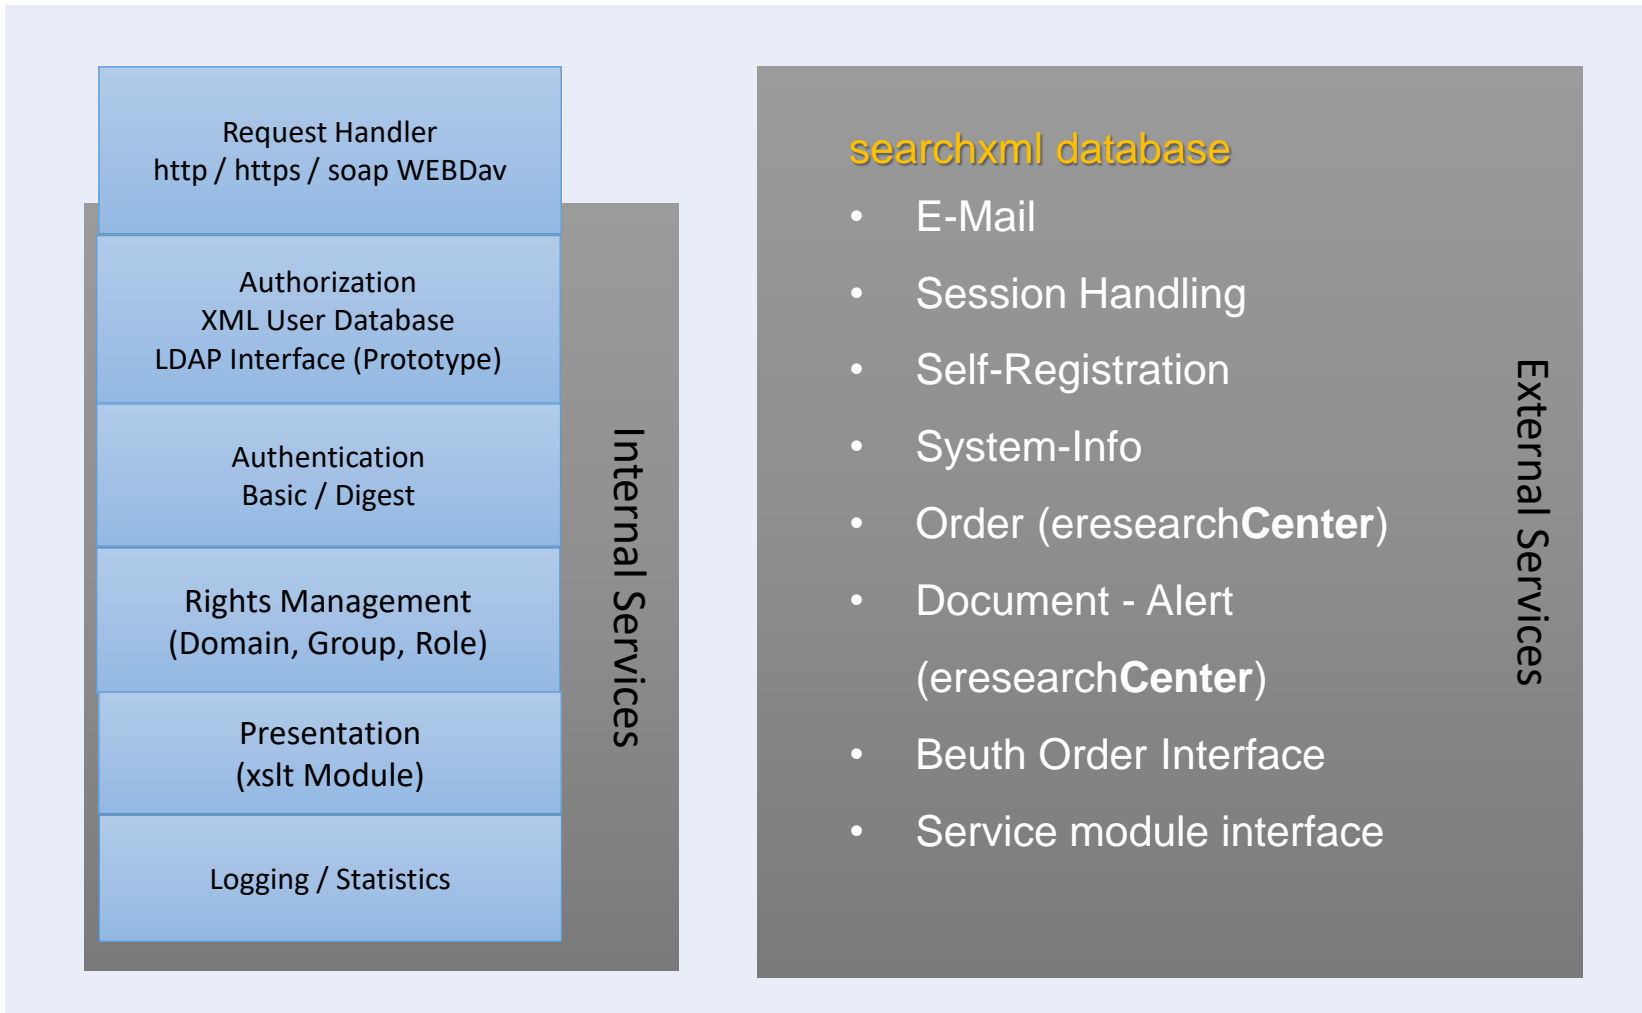 Request Handler
http / https / soap WEBDav
Authorization
XML User Database
LDAP Interface (Prototype)
Authentication
Basic / Digest
Rights Management
(Domain, Group, Role)
Presentation
(xslt Module)
Logging / Statistics
Internal Services
searchxml database
• E-Mail
• Session Handling
• Self-Registration
• System-Info
• Order (eresearchCenter)
• Document - Alert
(eresearchCenter)
• Beuth Order Interface
• Service module interface
External Services